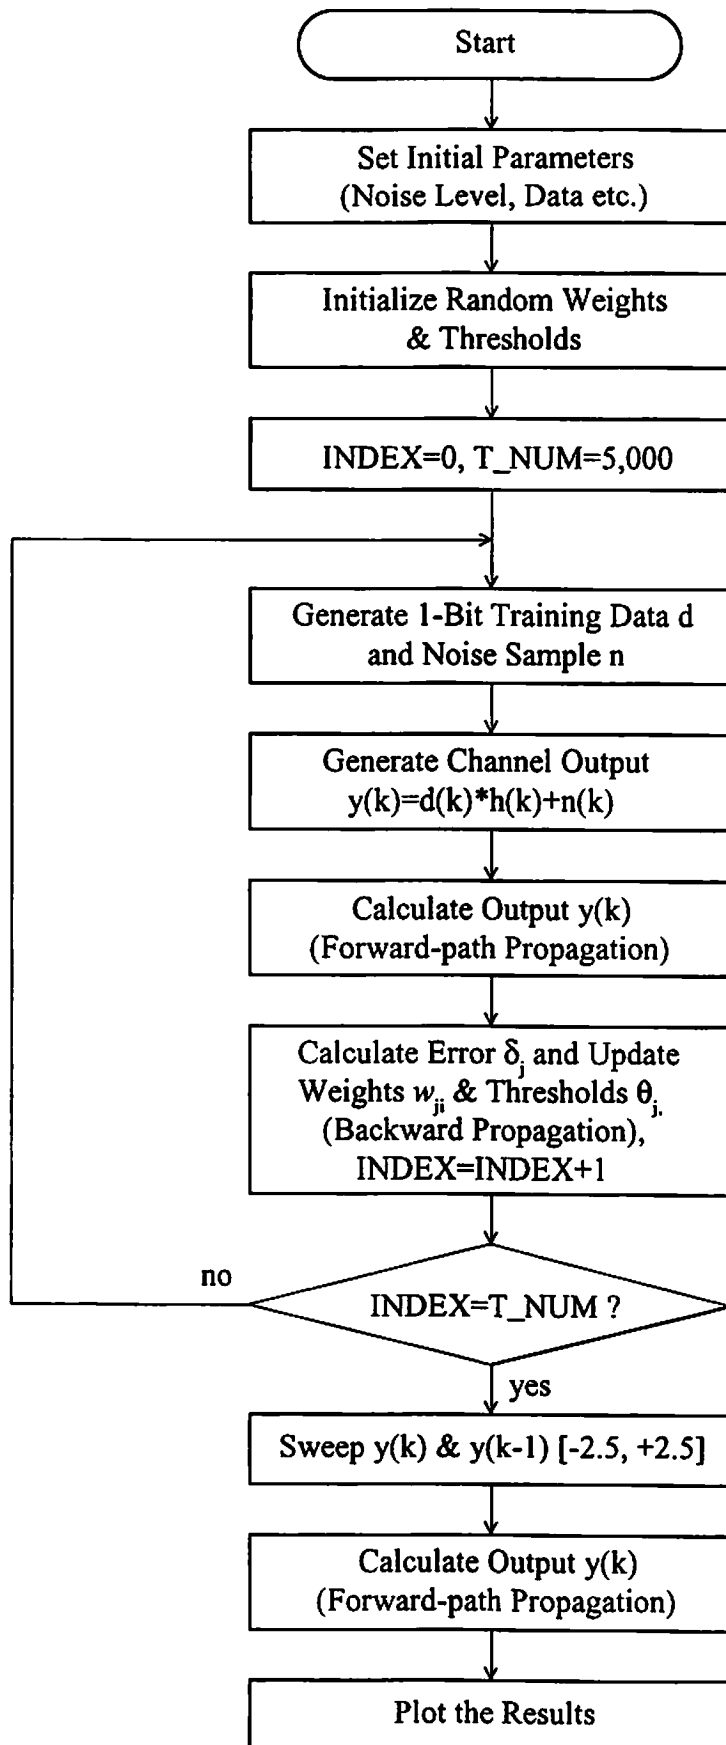 Start
Set Initial Parameters
(Noise Level, Data etc.)
Initialize Random Weights
& Thresholds
INDEX=0, T_NUM=5,000
Generate 1-Bit Training Data d
and Noise Sample n
Generate Channel Output
y(k)=d(k)*h(k)+n(k)
Calculate Output y(k)
(Forward-path Propagation)
Calculate Error δj and Update
Weights wji & Thresholds θj,
(Backward Propagation),
INDEX=INDEX+1
no
INDEX=T_NUM ?
yes
Sweep y(k) & y(k-1) [-2.5, +2.5]
Calculate Output y(k)
(Forward-path Propagation)
Plot the Results